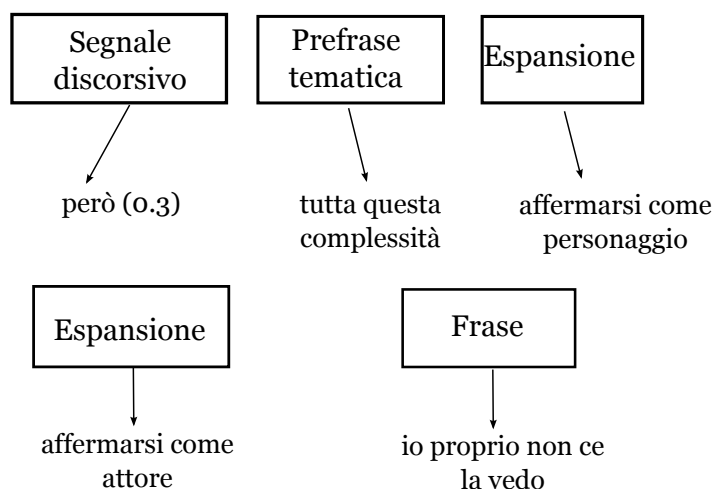 Segnale
discorsivo
Prefrase
tematica
Espansione
però (0.3)
tutta questa
complessità
affermarsi come
personaggio
Espansione
Frase
affermarsi come
attore
io proprio non ce
la vedo